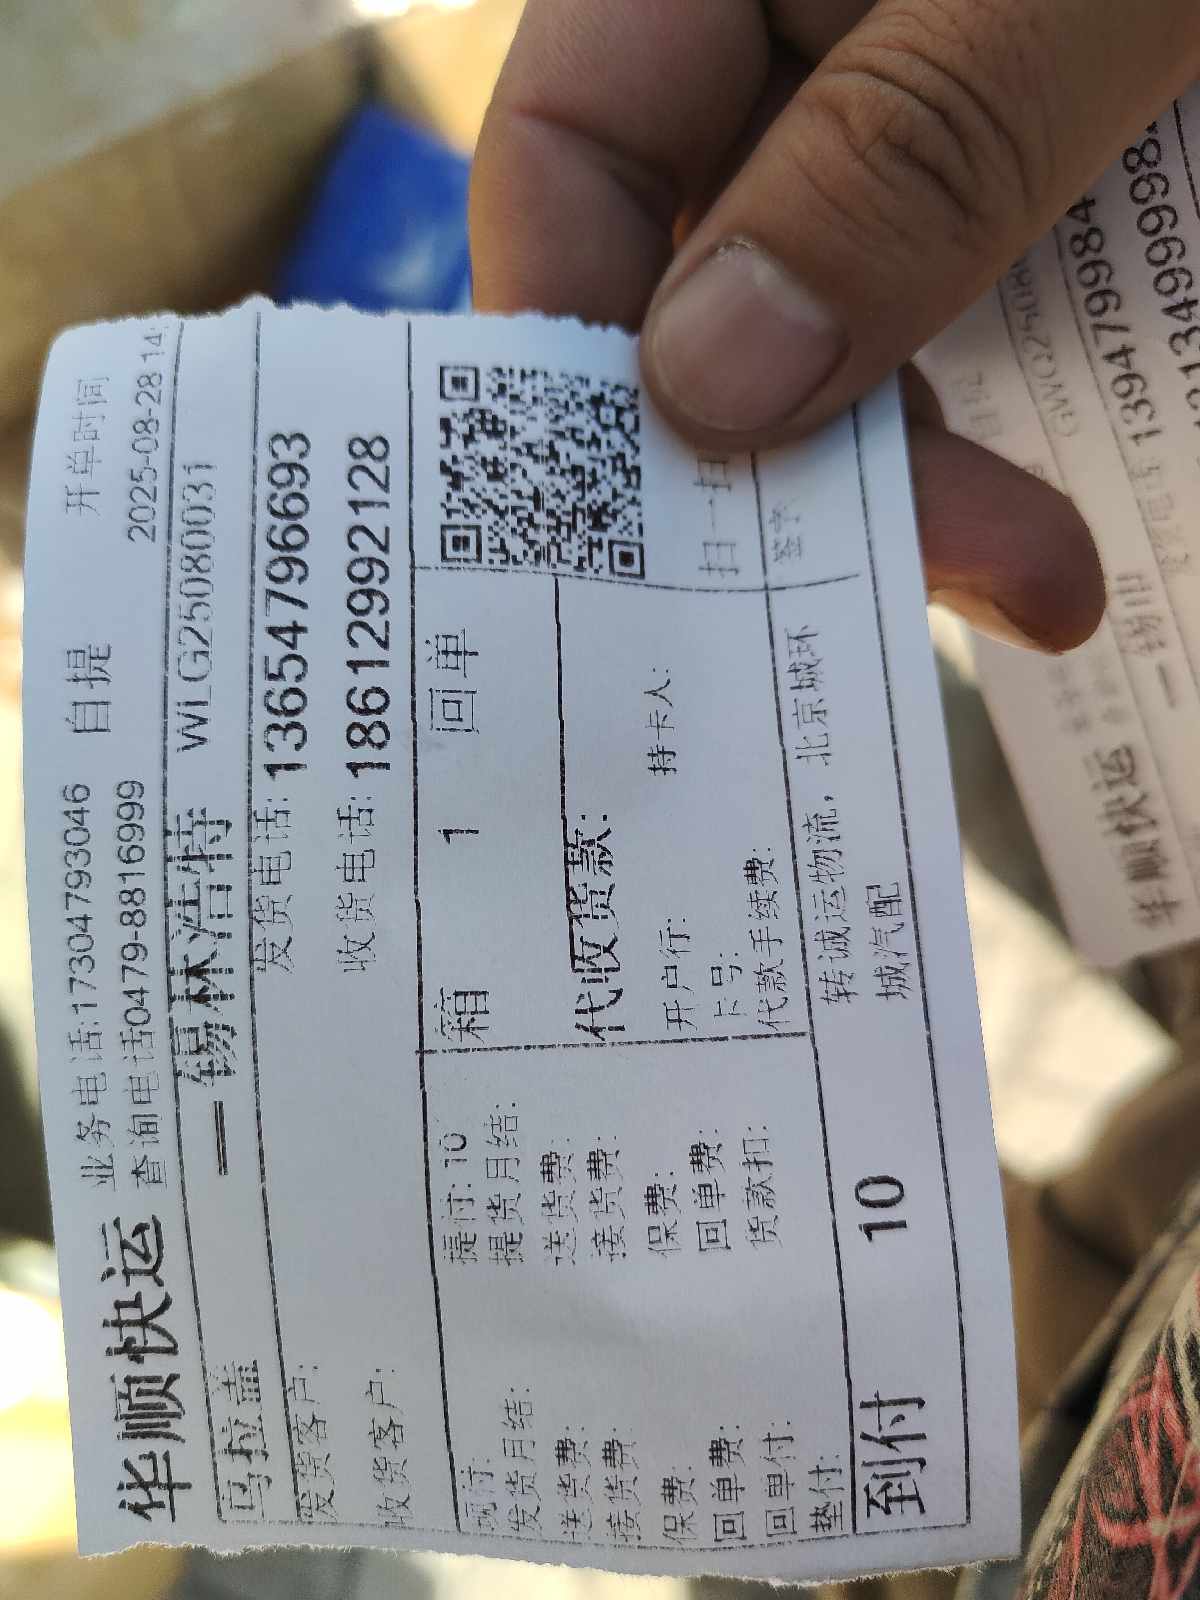 华顺快运 业务电话:17304793046 自提 开单时间
查询电话0479-8816999 2025-08-28 14
乌拉盖 — 锡林浩特 WLG250800031
发货客户: 发货电话: 13654796693
收货客户: 收货电话: 18612992128
现付: 提付: 10 箱 1 回单
发货月结: 提货月结:
送货费: 送货费: 代收货款:
接货费: 接货费:
保费: 保费: 开户行: 持卡人:
回单费: 回单费: 卡号: 扫一扫
回单付: 货款扣: 代款手续费:
垫付: 签字
到付 10 转诚运物流，北京城环
城汽配
华顺快运
13947998
1349998